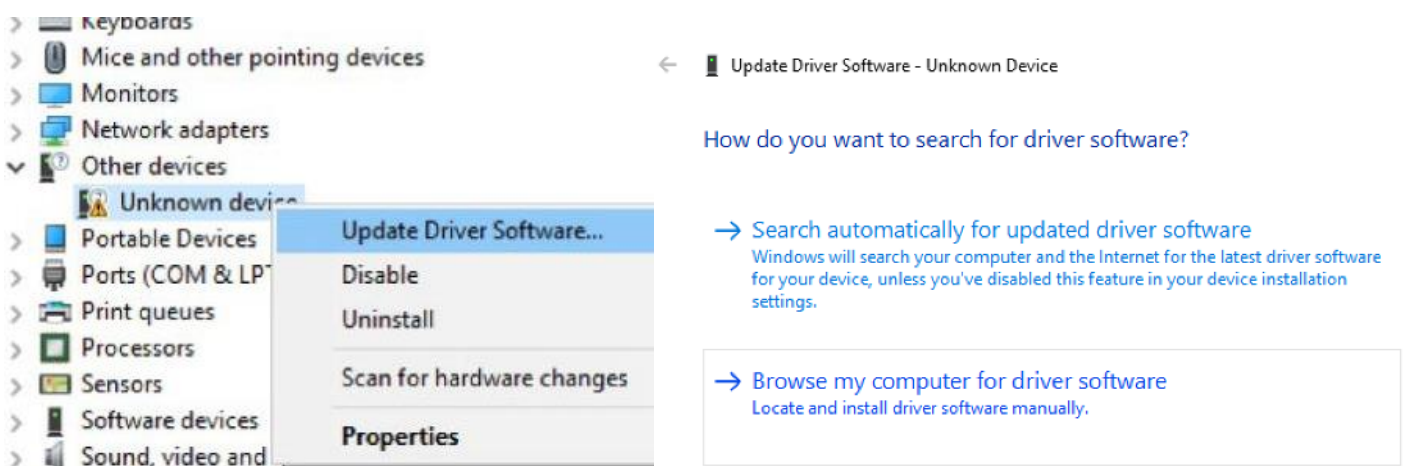 Keyboards
Mice and other pointing devices
Monitors
Network adapters
Other devices
Unknown device
Portable Devices
Ports (COM & LPT
Print queues
Processors
Sensors
Software devices
Sound, video and
Update Driver Software...
Disable
Uninstall
Scan for hardware changes
Properties
Update Driver Software - Unknown Device
How do you want to search for driver software?
Search automatically for updated driver software
Windows will search your computer and the Internet for the latest driver software
for your device, unless you've disabled this feature in your device installation
settings.
Browse my computer for driver software
Locate and install driver software manually.